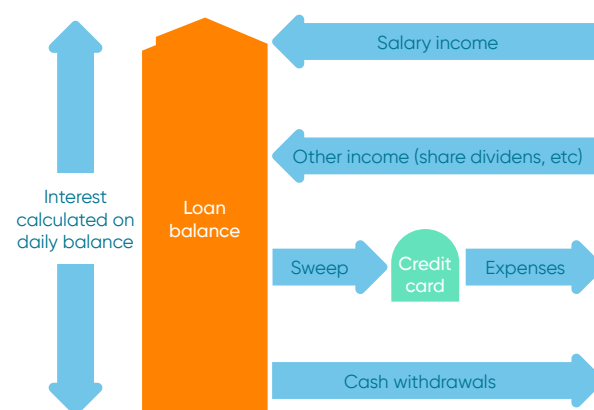 Salary income
Other income (share dividens, etc)
Interest
calculated on
daily balance
Loan
balance
Sweep
Credit
card
Expenses
Cash withdrawals